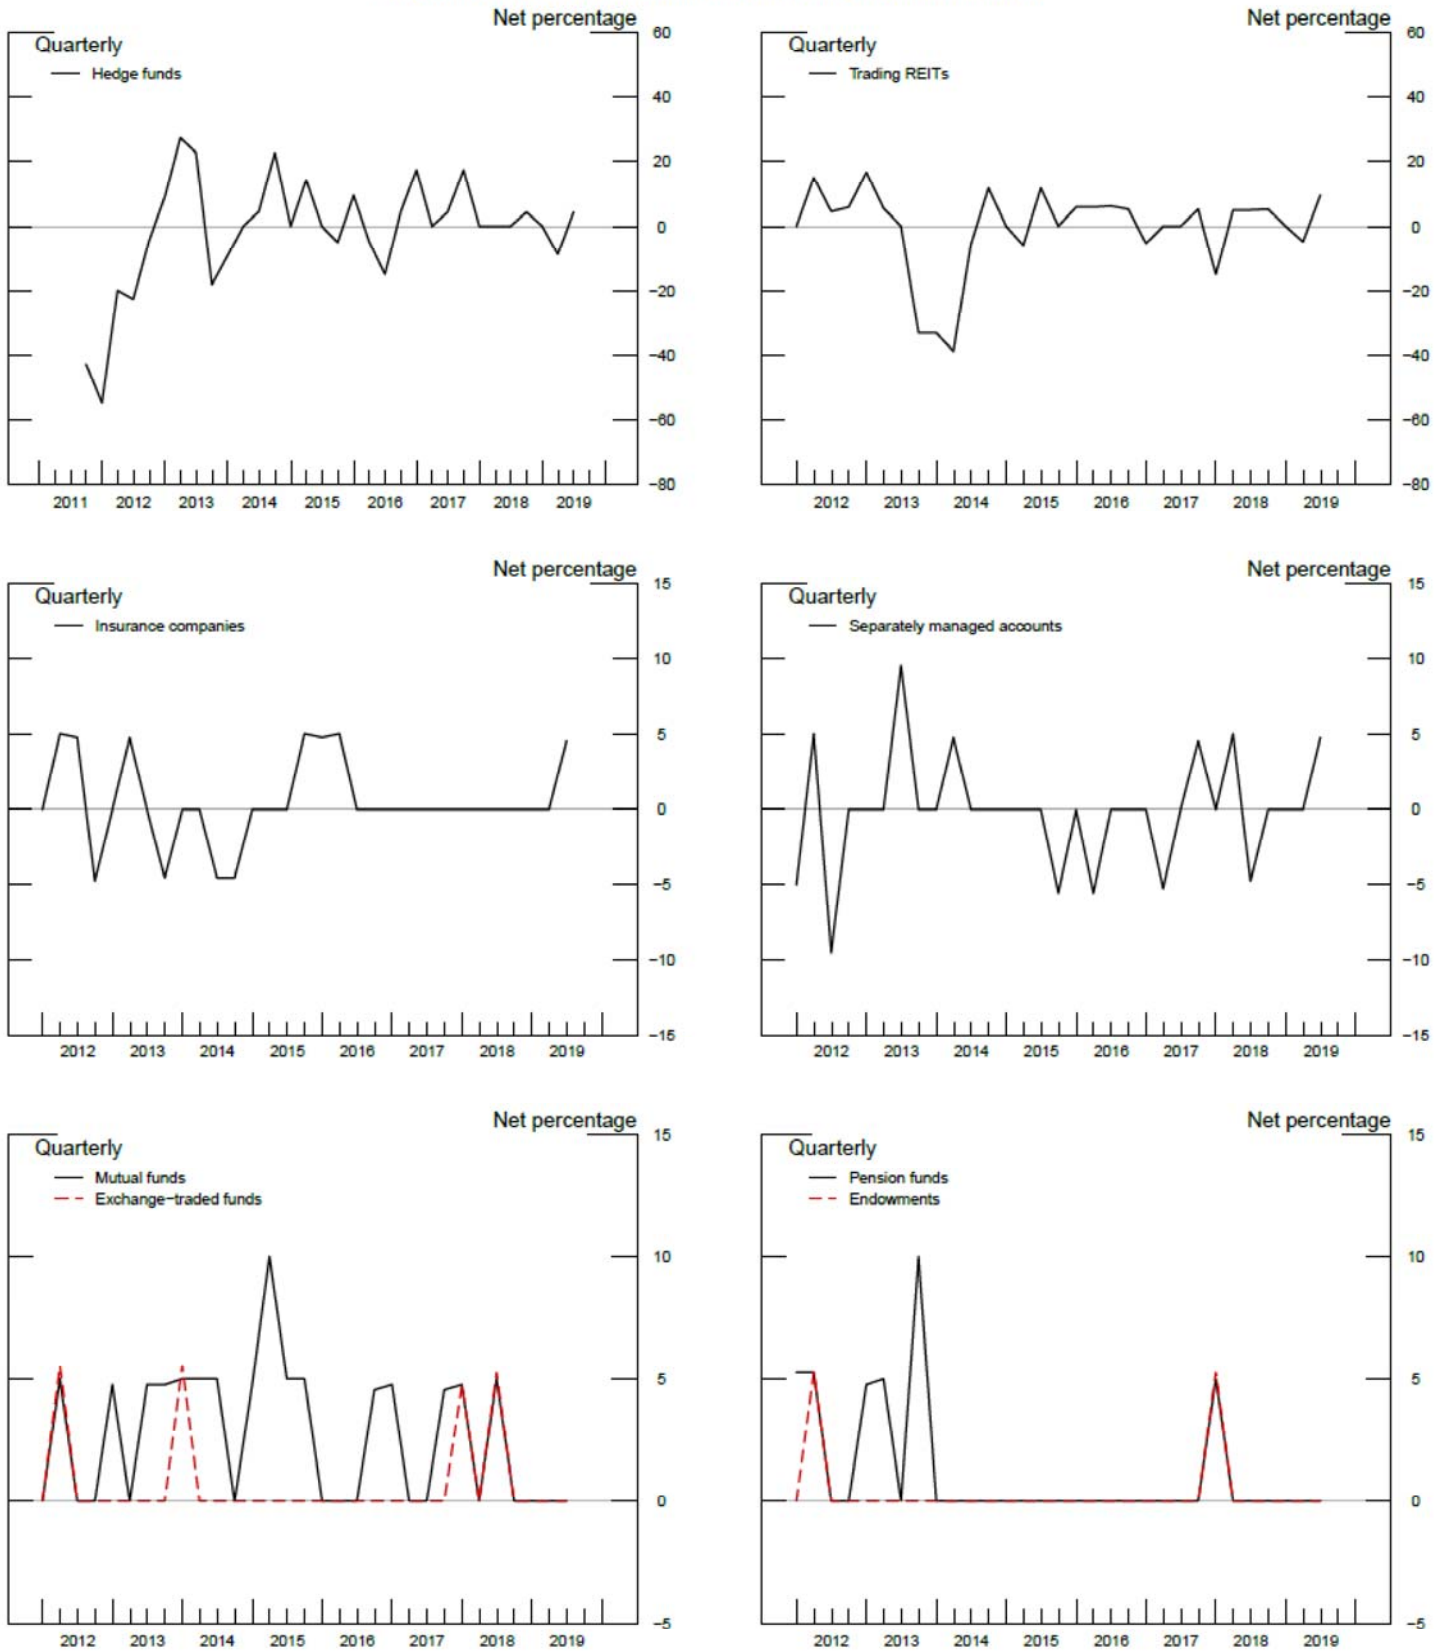 Net percentage
Quarterly
Hedge funds
60
40
20
0
−20
−40
−60
−80
2011 2012 2013 2014 2015 2016 2017 2018 2019
Net percentage
Quarterly
Trading REITs
60
40
20
0
−20
−40
−60
−80
2012 2013 2014 2015 2016 2017 2018 2019
Net percentage
Quarterly
Insurance companies
15
10
5
0
−5
−10
−15
2012 2013 2014 2015 2016 2017 2018 2019
Net percentage
Quarterly
Separately managed accounts
15
10
5
0
−5
−10
−15
2012 2013 2014 2015 2016 2017 2018 2019
Net percentage
Quarterly
Mutual funds
Exchange−traded funds
15
10
5
0
−5
2012 2013 2014 2015 2016 2017 2018 2019
Net percentage
Quarterly
Pension funds
Endowments
15
10
5
0
−5
2012 2013 2014 2015 2016 2017 2018 2019